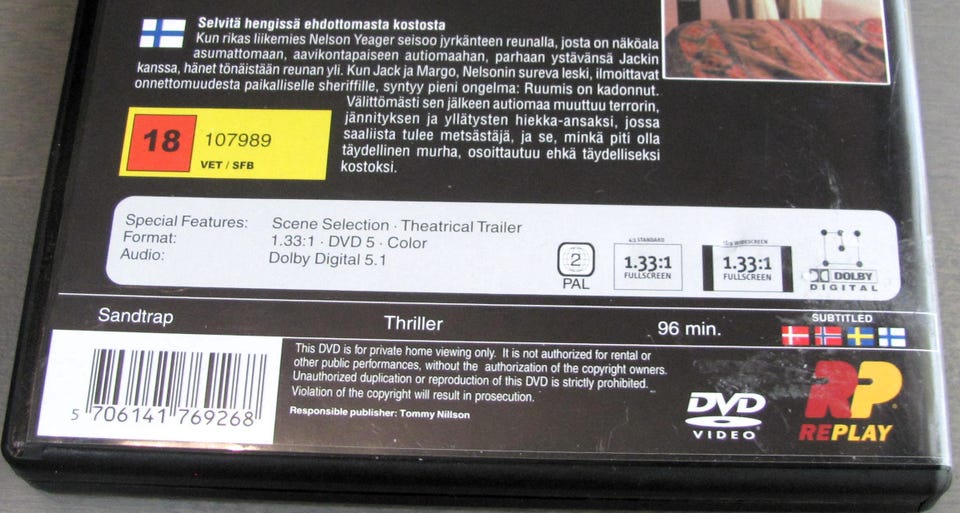 Selvitä hengissä ehdottomasta kostosta
Kun rikas liikemies Nelson Yeager seisoo jyrkänteen reunalla, josta on näköala
asumattomaan, aavikontapaiseen autiomaahan, parhaan ystävänsä Jackin
kanssa, hänet tönäistään reunan yli. Kun Jack ja Margo, Nelsonin sureva leski, ilmoittavat
onnettomuudesta paikalliselle sheriffille, syntyy pieni ongelma: Ruumis on kadonnut.
Välittömästi sen jälkeen autiomaa muuttuu terrorin,
jännityksen ja yllätysten hiekka-ansaksi, jossa
saaliista tulee metsästäjä, ja se, minkä piti olla
täydellinen murha, osoittautuu ehkä täydelliseksi
kostoksi.
18 107989
VET / SFB
Special Features: Scene Selection · Theatrical Trailer
Format: 1.33:1 · DVD 5 · Color
Audio: Dolby Digital 5.1
2
PAL
4:3 STANDARD
1.33:1
FULLSCREEN
WIDESCREEN
1.33:1
FULLSCREEN
DOLBY
DIGITAL
Sandtrap Thriller 96 min.
SUBTITLED
This DVD is for private home viewing only. It is not authorized for rental or
other public performances, without the authorization of the copyright owners.
Unauthorized duplication or reproduction of this DVD is strictly prohibited.
Violation of the copyright will result in prosecution.
Responsible publisher: Tommy Nillson
5 706141 769268
DVD
VIDEO
RP
REPLAY